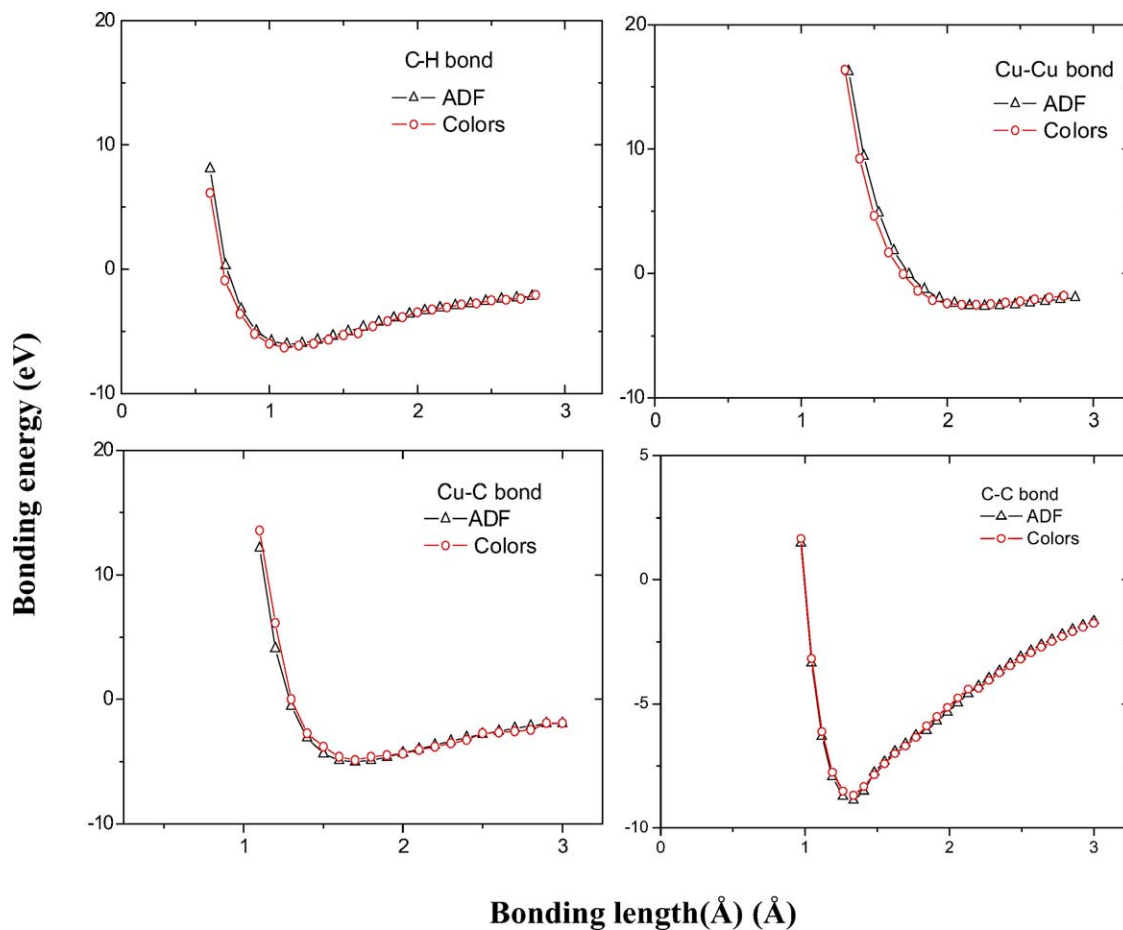 C-H bond
ADF
Colors
20
10
0
-10
0
1
2
3
Cu-Cu bond
ADF
Colors
20
10
0
-10
0
1
2
3
Cu-C bond
ADF
Colors
20
10
0
-10
1
2
3
C-C bond
ADF
Colors
5
0
-5
-10
0
1
2
3
Bonding energy (eV)
Bonding length(Å) (Å)